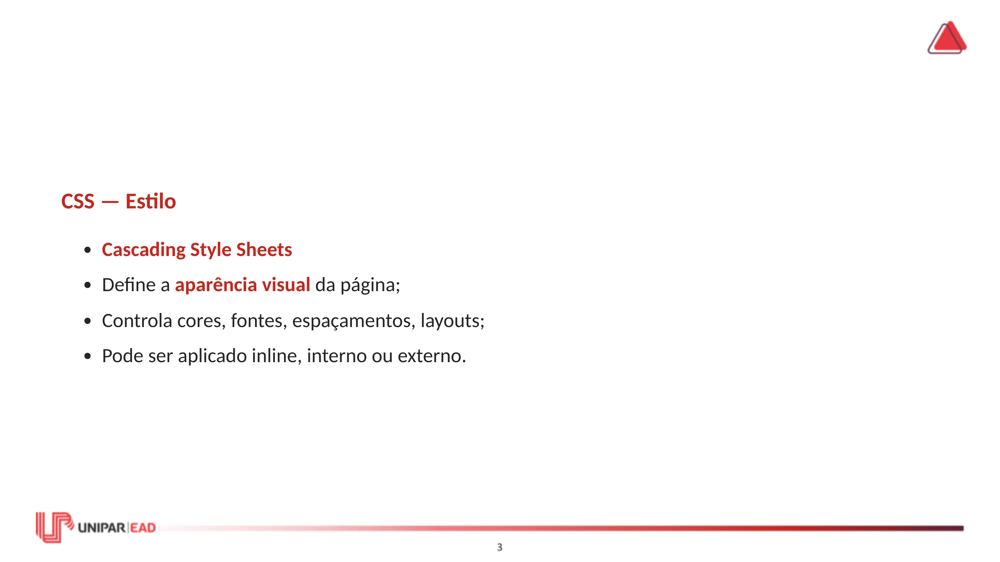 CSS — Estilo
• Cascading Style Sheets
• Define a aparência visual da página;
• Controla cores, fontes, espaçamentos, layouts;
• Pode ser aplicado inline, interno ou externo.
UNIPAR|EAD
3